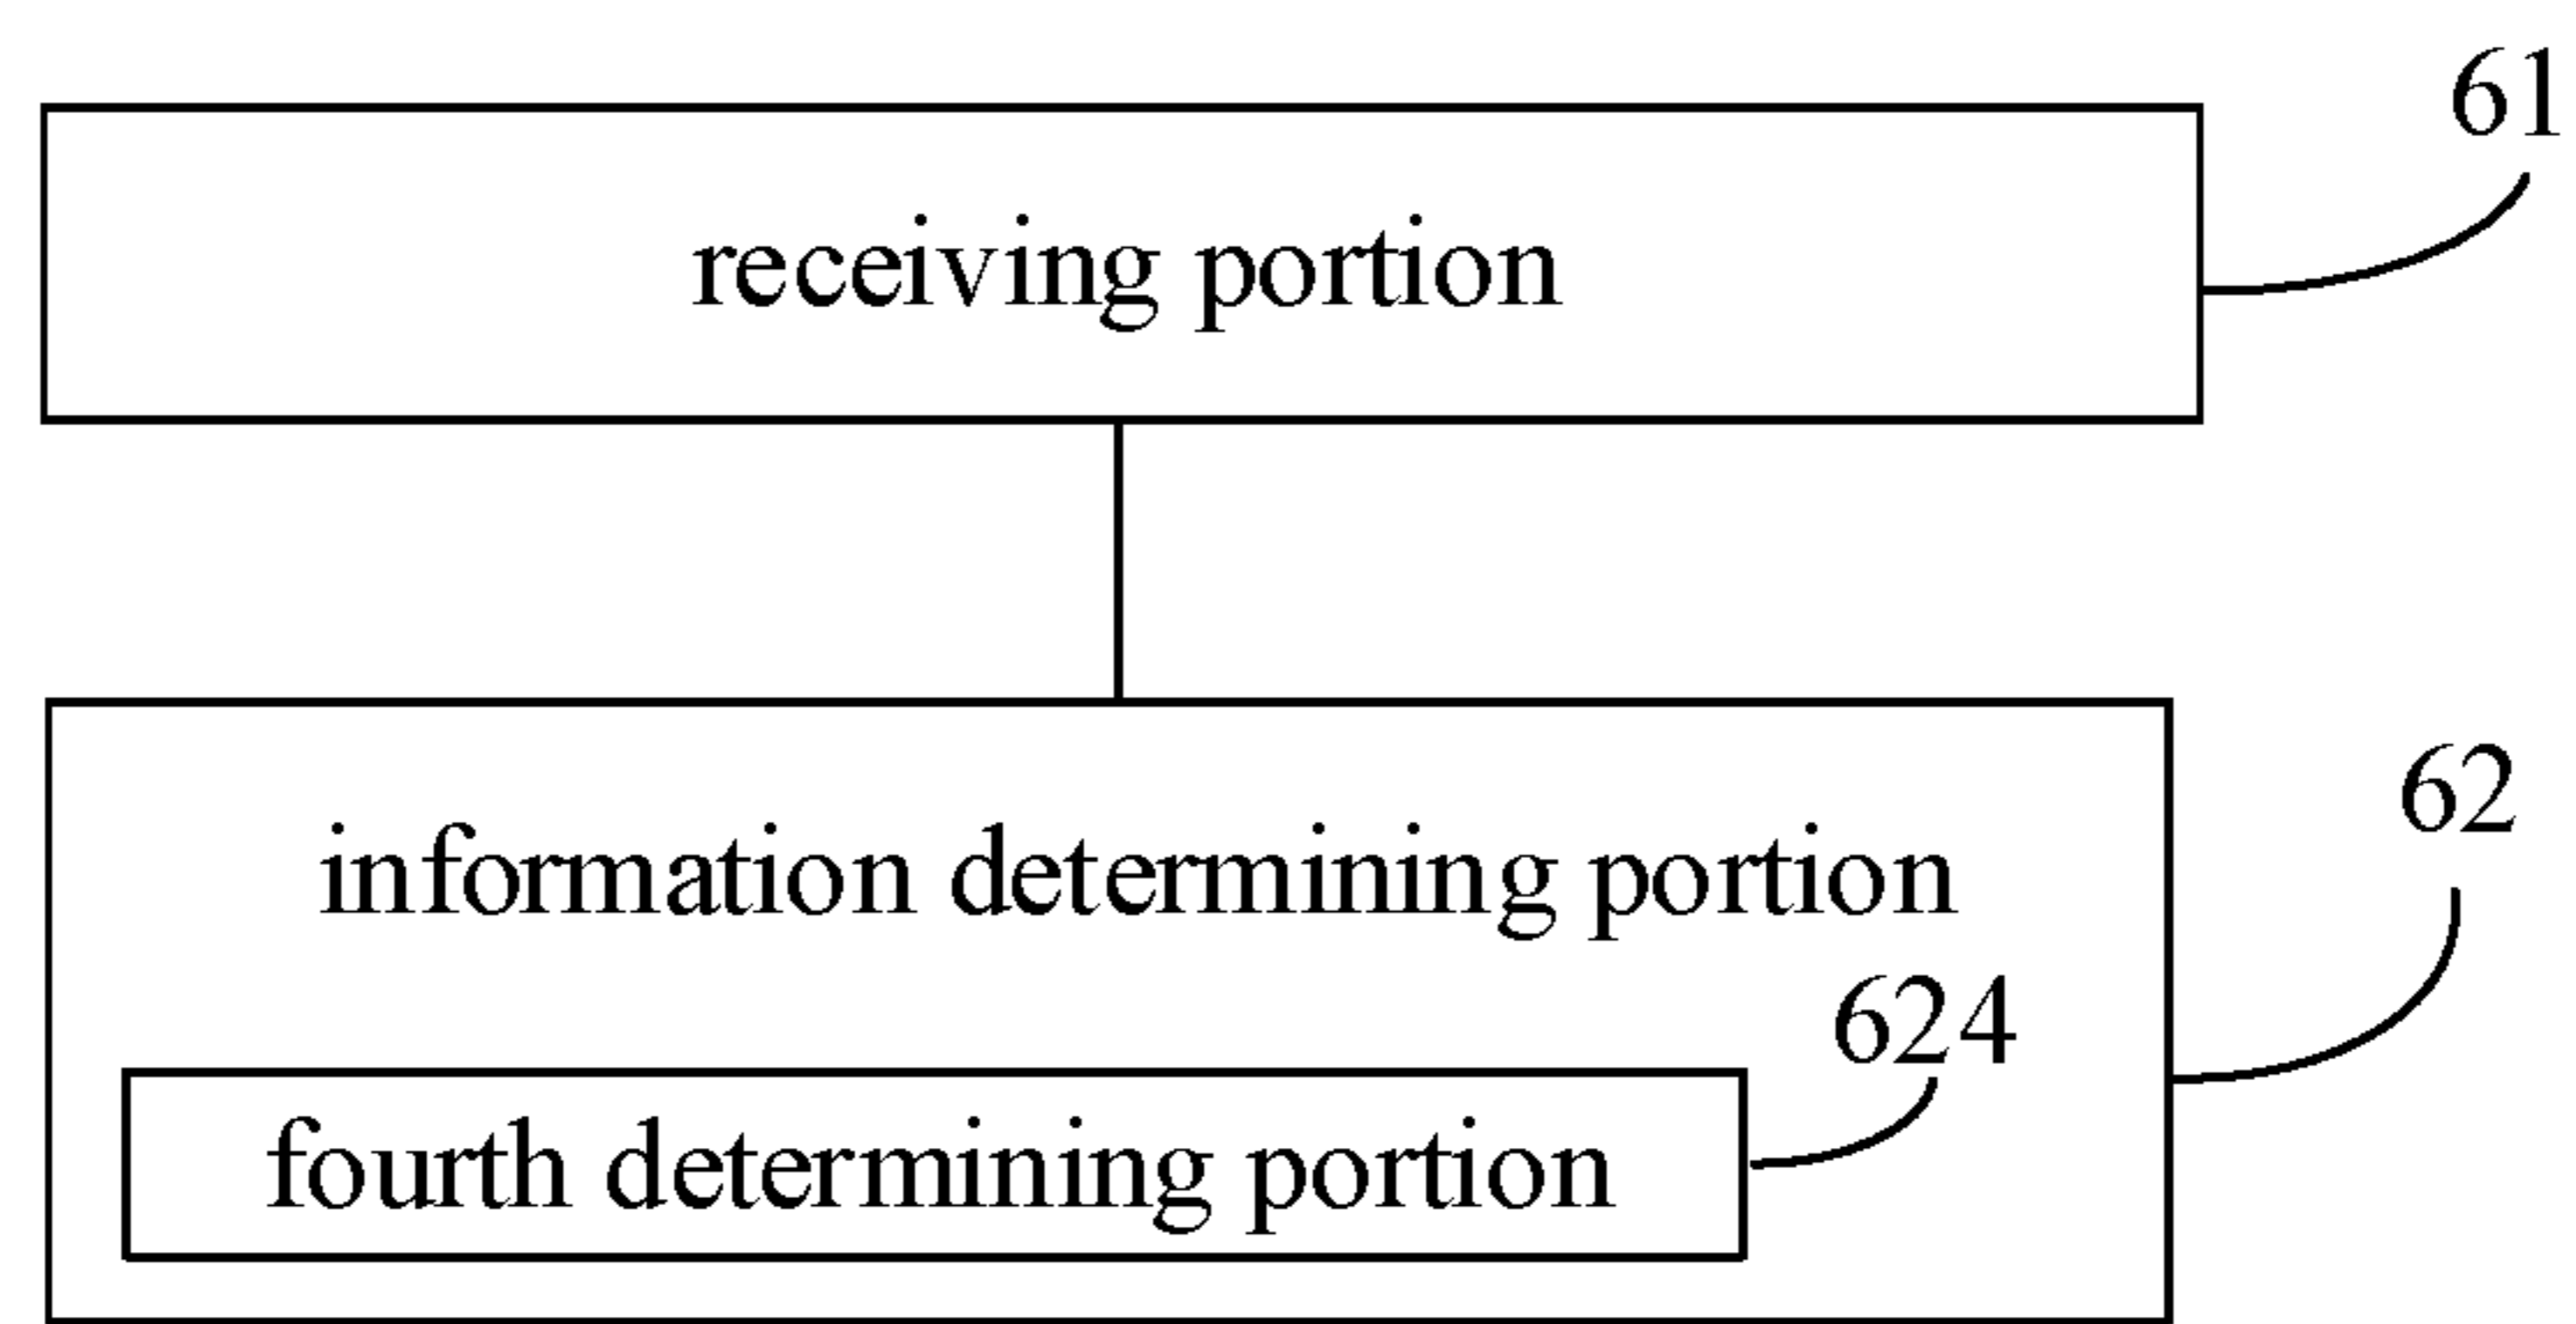 61
receiving portion
62
information determining portion
624
fourth determining portion